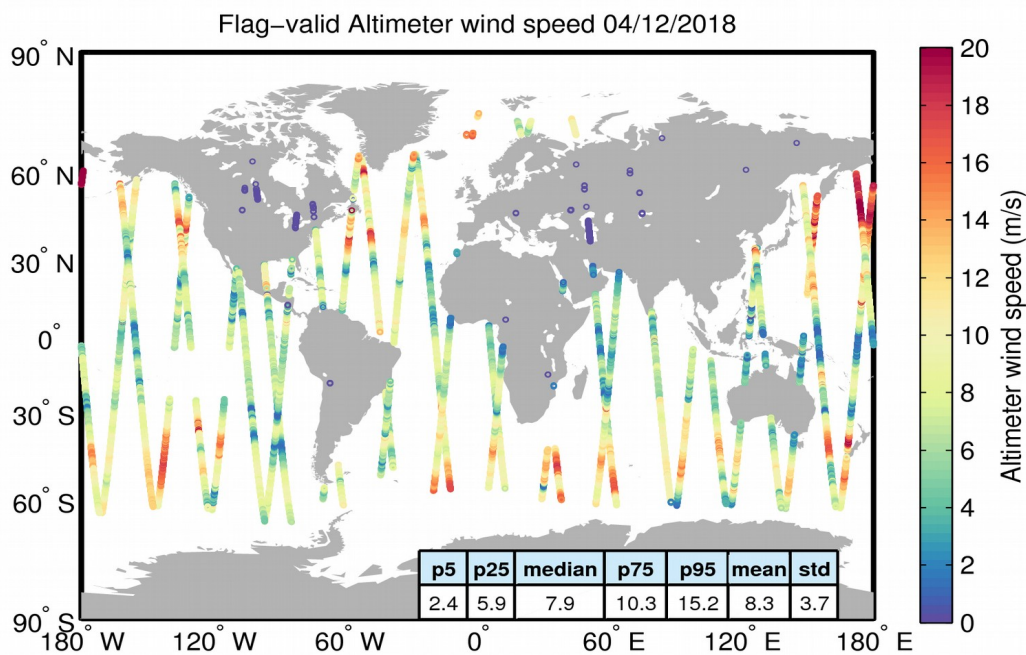 Flag−valid Altimeter wind speed 04/12/2018
90° N
60° N
30° N
0°
30° S
60° S
90° S
180° W
120° W
60° W
0°
60° E
120° E
180° E
p5 p25 median p75 p95 mean std
2.4 5.9 7.9 10.3 15.2 8.3 3.7
20
18
16
14
12
10
8
6
4
2
0
Altimeter wind speed (m/s)